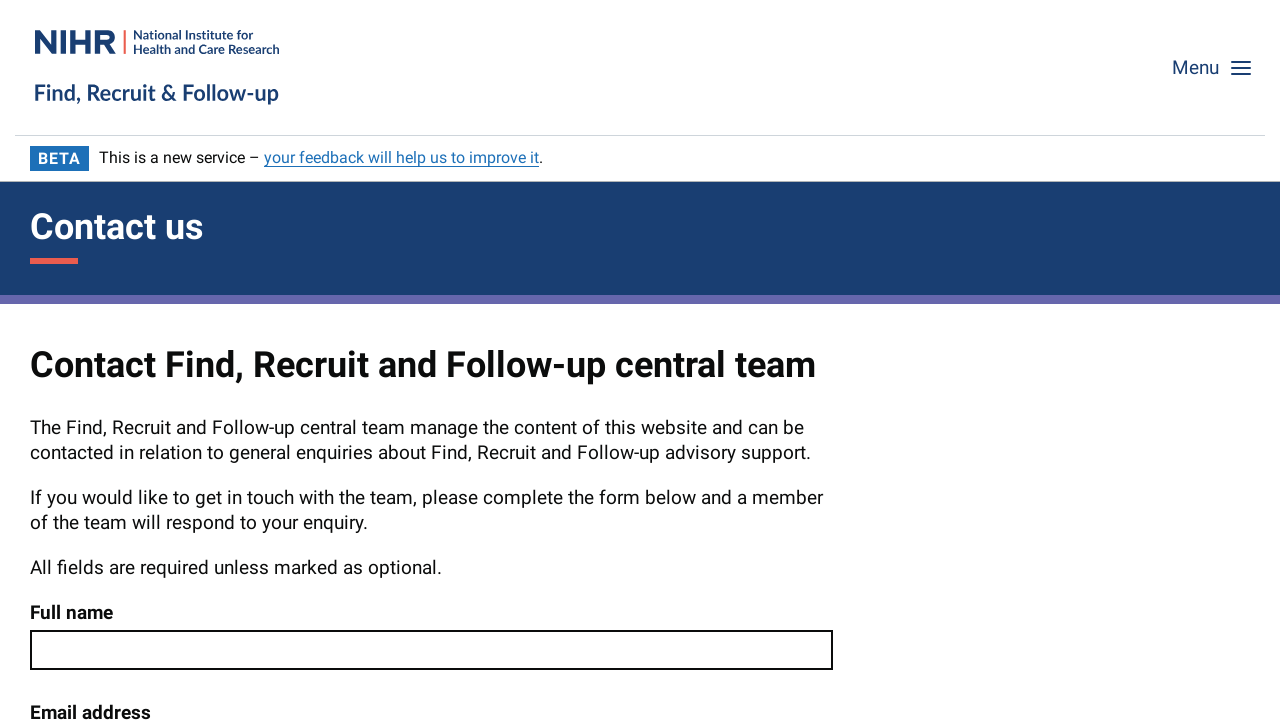 NIHR | National Institute for
Health and Care Research
Find, Recruit & Follow-up
Menu
BETA This is a new service – your feedback will help us to improve it.
Contact us
Contact Find, Recruit and Follow-up central team
The Find, Recruit and Follow-up central team manage the content of this website and can be
contacted in relation to general enquiries about Find, Recruit and Follow-up advisory support.
If you would like to get in touch with the team, please complete the form below and a member
of the team will respond to your enquiry.
All fields are required unless marked as optional.
Full name
Email address